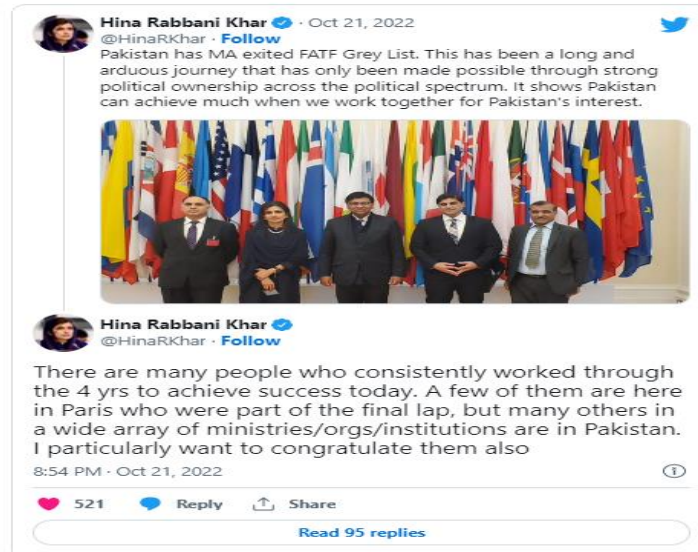 Hina Rabbani Khar · Oct 21, 2022
@HinaRKhar · Follow
Pakistan has MA exited FATF Grey List. This has been a long and
arduous journey that has only been made possible through strong
political ownership across the political spectrum. It shows Pakistan
can achieve much when we work together for Pakistan's interest.
Hina Rabbani Khar
@HinaRKhar · Follow
There are many people who consistently worked through
the 4 yrs to achieve success today. A few of them are here
in Paris who were part of the final lap, but many others in
a wide array of ministries/orgs/institutions are in Pakistan.
I particularly want to congratulate them also
8:54 PM · Oct 21, 2022
521 Reply Share
Read 95 replies